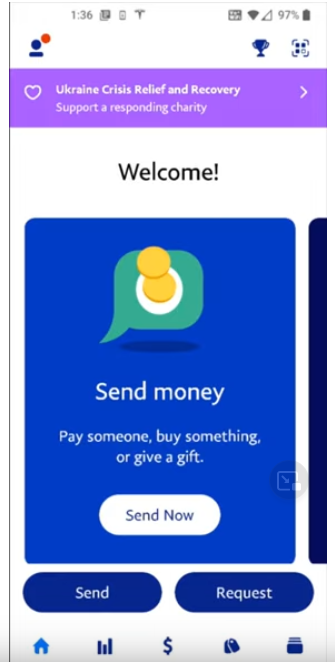 1:36
97%
Ukraine Crisis Relief and Recovery
Support a responding charity
Welcome!
Send money
Pay someone, buy something,
or give a gift.
Send Now
Send
Request
$